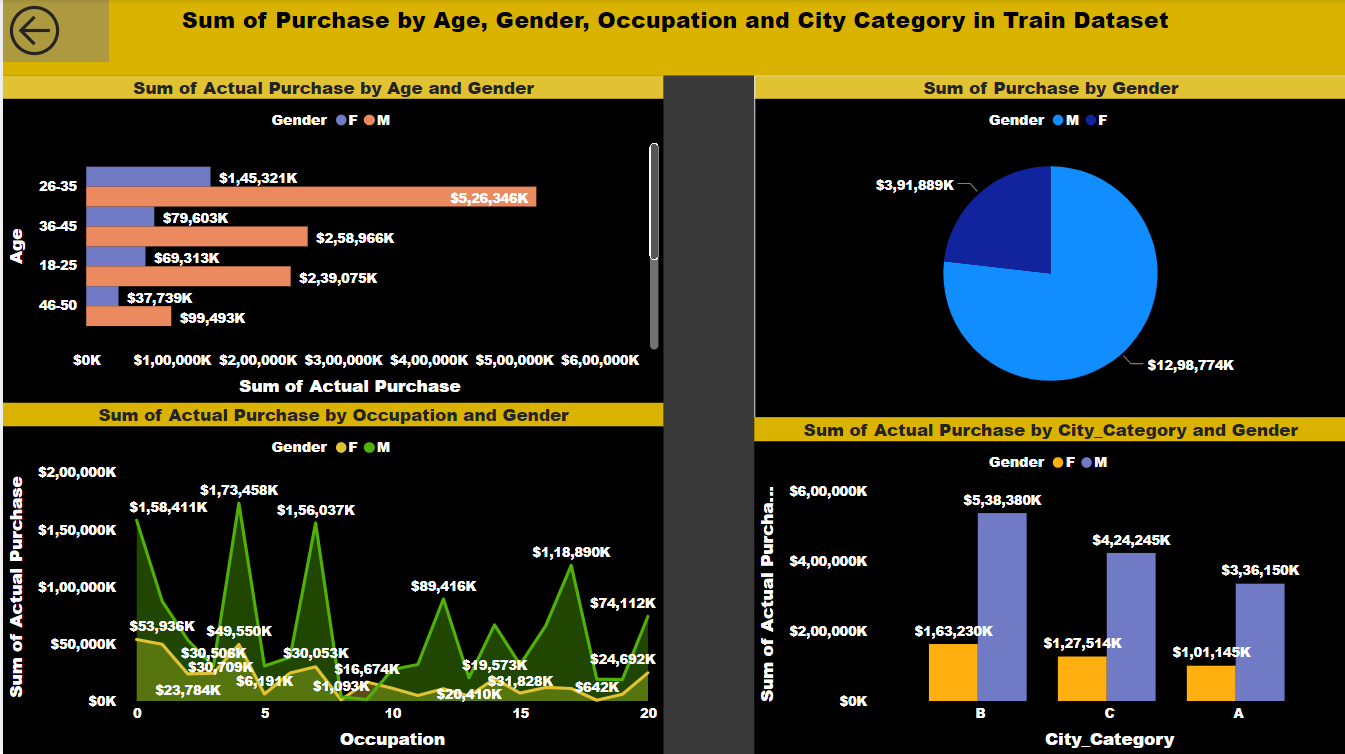 Sum of Purchase by Age, Gender, Occupation and City Category in Train Dataset
Sum of Actual Purchase by Age and Gender
Gender F M
26-35
$1,45,321K
$5,26,346K
36-45
$79,603K
$2,58,966K
18-25
$69,313K
$2,39,075K
46-50
$37,739K
$99,493K
Age
$0K $1,00,000K $2,00,000K $3,00,000K $4,00,000K $5,00,000K $6,00,000K
Sum of Actual Purchase
Sum of Purchase by Gender
Gender M F
$3,91,889K
$12,98,774K
Sum of Actual Purchase by Occupation and Gender
Gender F M
Sum of Actual Purchase
$2,00,000K
$1,50,000K
$1,00,000K
$50,000K
$0K
$1,58,411K
$1,73,458K
$1,56,037K
$1,18,890K
$89,416K
$74,112K
$53,936K
$49,550K
$30,506K
$30,053K
$30,709K
$16,674K
$19,573K
$24,692K
$23,784K
$6,191K
$1,093K
$20,410K
$31,828K
$642K
0 5 10 15 20
Occupation
Sum of Actual Purchase by City_Category and Gender
Gender F M
Sum of Actual Purcha...
$6,00,000K
$4,00,000K
$2,00,000K
$0K
$5,38,380K
$4,24,245K
$3,36,150K
$1,63,230K
$1,27,514K
$1,01,145K
B C A
City_Category